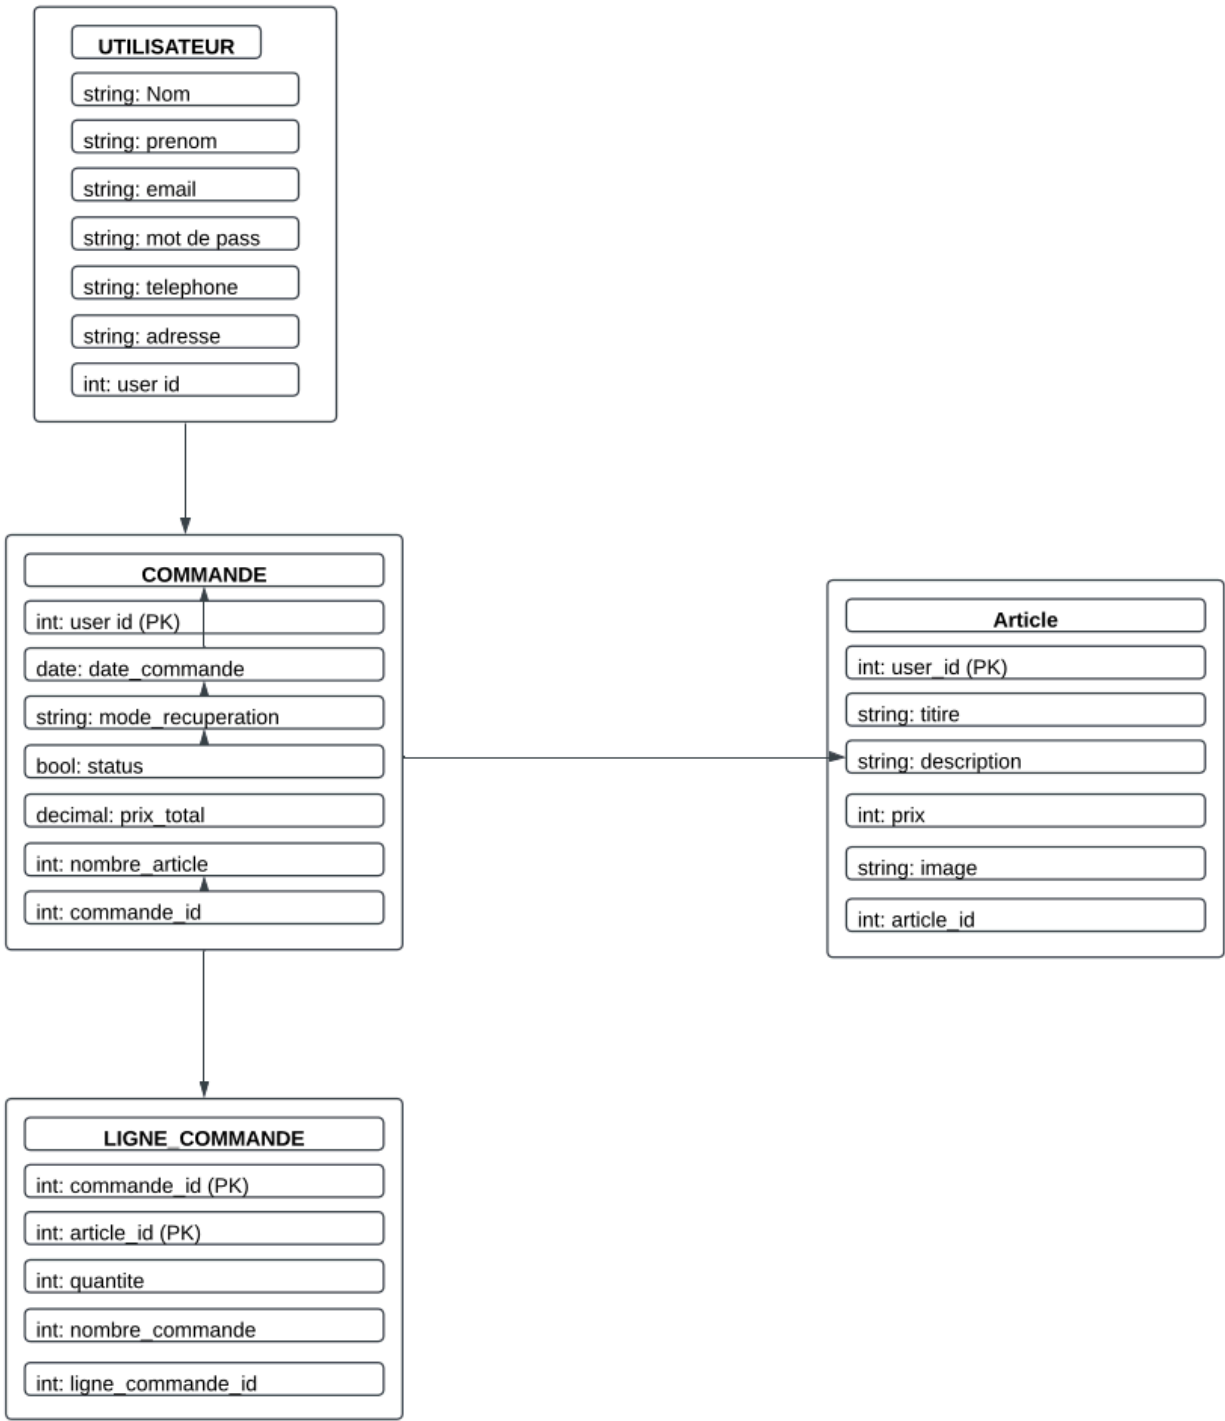 UTILISATEUR
string: Nom
string: prenom
string: email
string: mot de pass
string: telephone
string: adresse
int: user id
COMMANDE
int: user id (PK)
date: date_commande
string: mode_recuperation
bool: status
decimal: prix_total
int: nombre_article
int: commande_id
Article
int: user_id (PK)
string: titire
string: description
int: prix
string: image
int: article_id
LIGNE_COMMANDE
int: commande_id (PK)
int: article_id (PK)
int: quantite
int: nombre_commande
int: ligne_commande_id